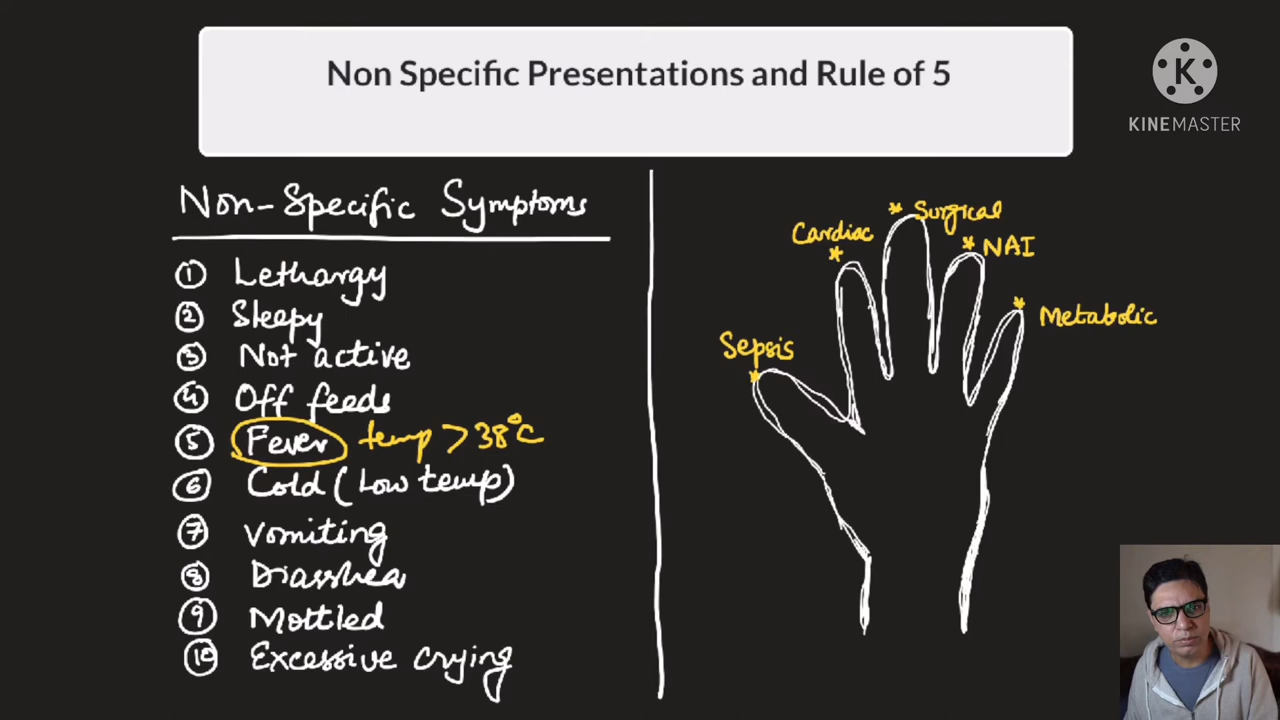 Non Specific Presentations and Rule of 5
K
KINEMASTER
Non-Specific Symptoms
① Lethargy
② Sleepy
③ Not active
④ Off feeds
⑤ Fever temp > 38°C
⑥ Cold (Low temp)
⑦ Vomiting
⑧ Diarrhea
⑨ Mottled
⑩ Excessive crying
Sepsis
* Cardiac
* Surgical
* NAI
* Metabolic